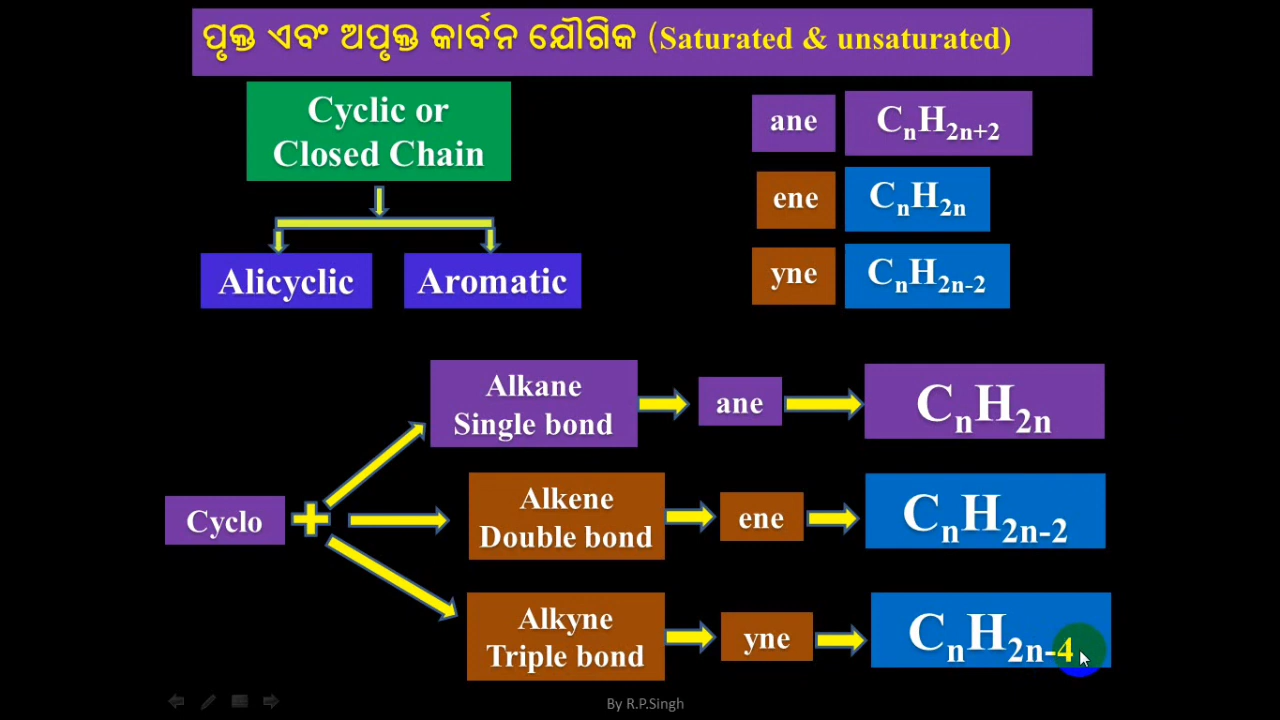 ପୃକ୍ତ ଏବଂ ଅପୃକ୍ତ କାର୍ବନ ଯୌଗିକ (Saturated & unsaturated)
Cyclic or
Closed Chain
Alicyclic
Aromatic
ane
CₙH₂ₙ₊₂
ene
CₙH₂ₙ
yne
CₙH₂ₙ₋₂
Cyclo
+
Alkane
Single bond
ane
CₙH₂ₙ
Alkene
Double bond
ene
CₙH₂ₙ₋₂
Alkyne
Triple bond
yne
CₙH₂ₙ₋₄
By R.P.Singh